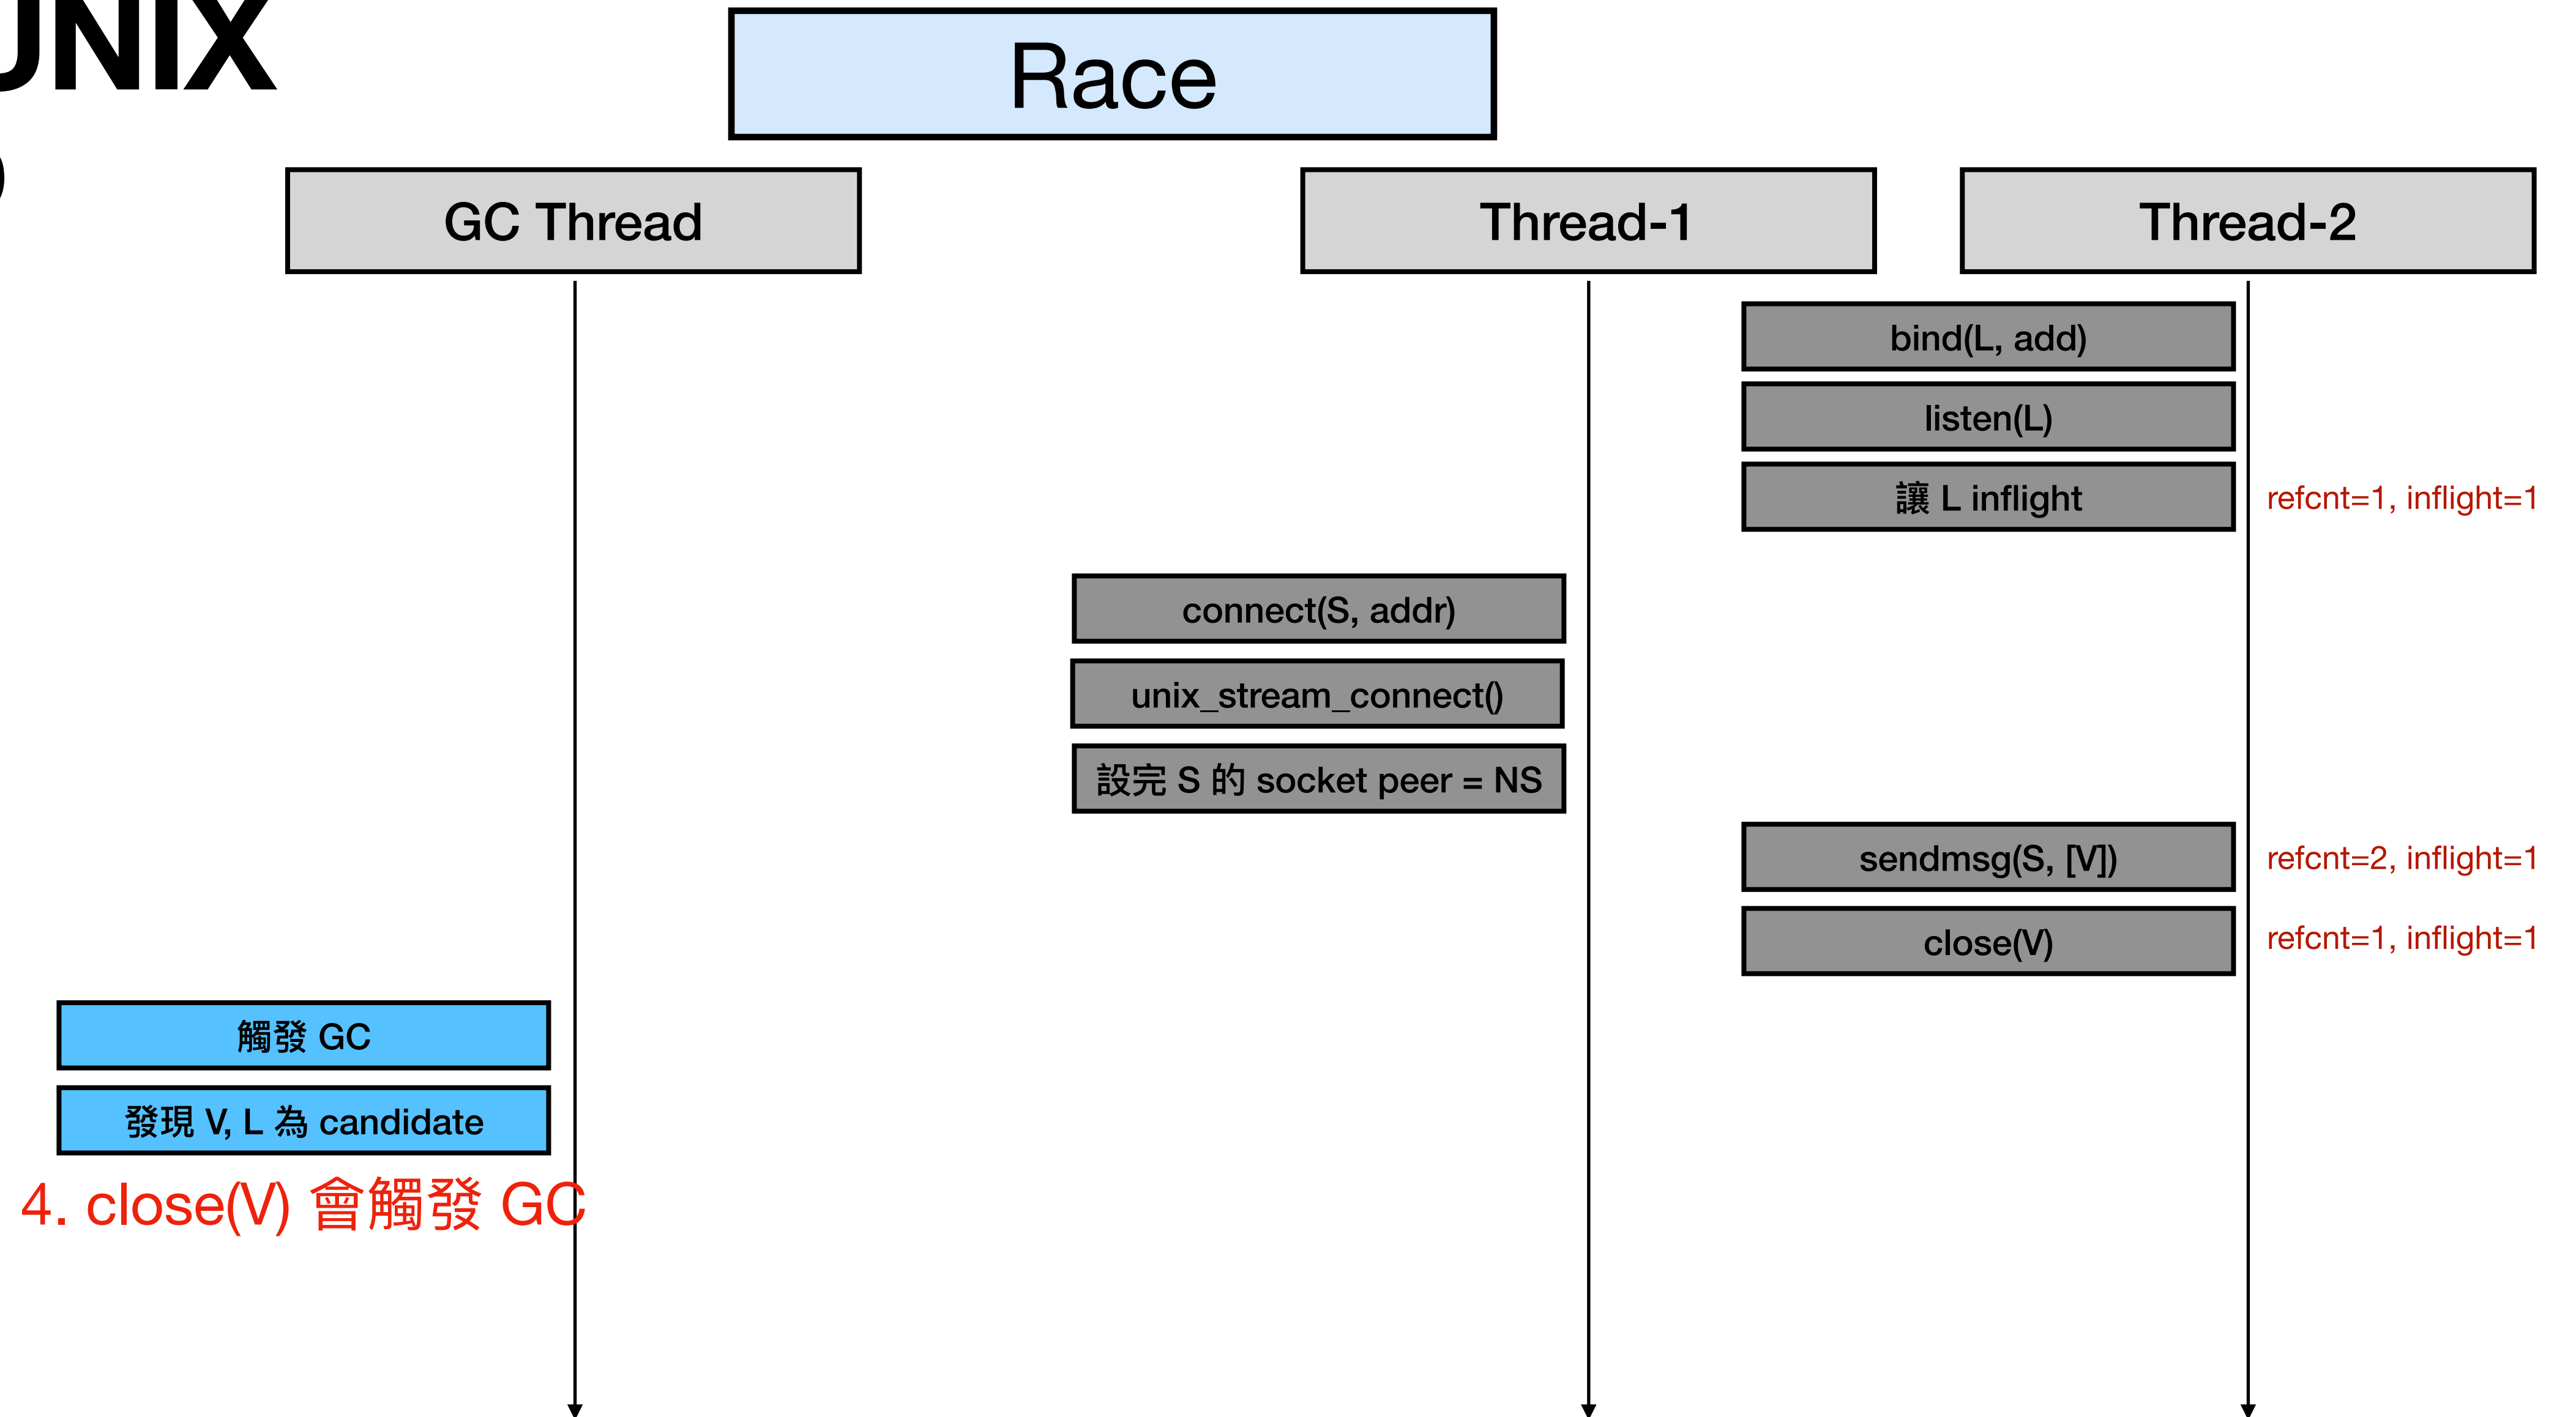 UNIX
)
Race
GC Thread
Thread-1
Thread-2
bind(L, add)
listen(L)
讓 L inflight
refcnt=1, inflight=1
connect(S, addr)
unix_stream_connect()
設完 S 的 socket peer = NS
sendmsg(S, [V])
refcnt=2, inflight=1
close(V)
refcnt=1, inflight=1
觸發 GC
發現 V, L 為 candidate
4. close(V) 會觸發 GC